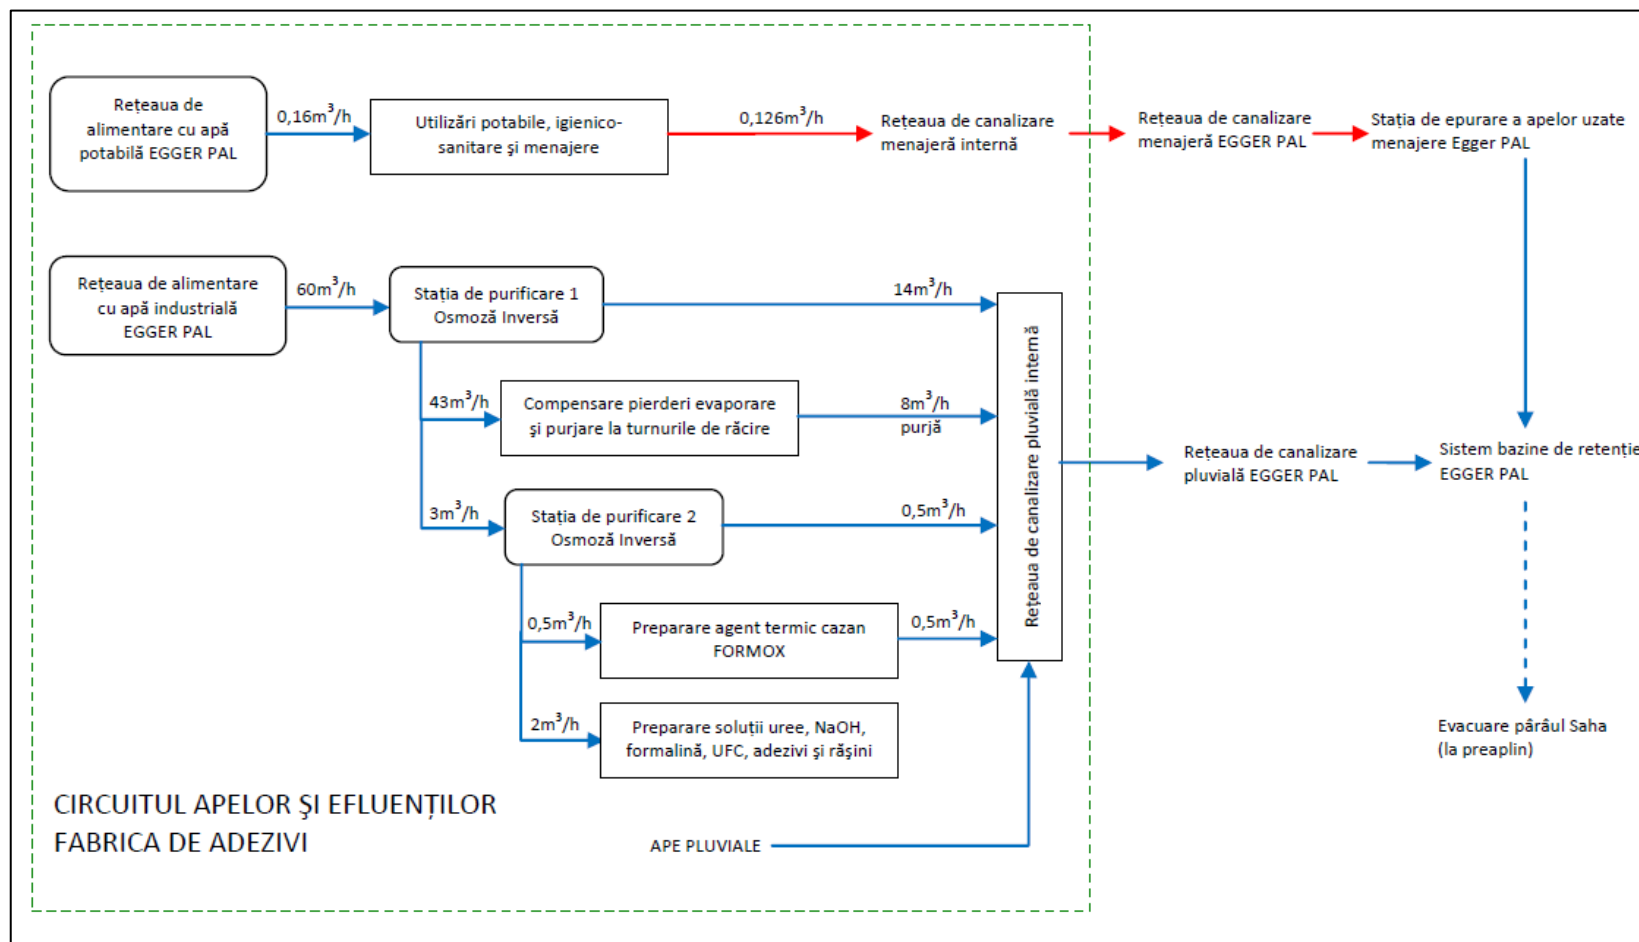 Rețeaua de
alimentare cu apă
potabilă EGGER PAL
0,16m³/h
Utilizări potabile, igienico-
sanitare şi menajere
0,126m³/h
Rețeaua de canalizare
menajeră internă
Rețeaua de canalizare
menajeră EGGER PAL
Stația de epurare a apelor uzate
menajere Egger PAL
Rețeaua de alimentare
cu apă industrială
EGGER PAL
60m³/h
Stația de purificare 1
Osmoză Inversă
14m³/h
43m³/h
Compensare pierderi evaporare
şi purjare la turnurile de răcire
8m³/h
purjă
3m³/h
Stația de purificare 2
Osmoză Inversă
0,5m³/h
0,5m³/h
Preparare agent termic cazan
FORMOX
0,5m³/h
2m³/h
Preparare soluții uree, NaOH,
formalină, UFC, adezivi şi răşini
Rețeaua de canalizare pluvială internă
Rețeaua de canalizare
pluvială EGGER PAL
Sistem bazine de retenție
EGGER PAL
Evacuare pârâul Saha
(la preaplin)
CIRCUITUL APELOR ŞI EFLUENȚILOR
FABRICA DE ADEZIVI
APE PLUVIALE